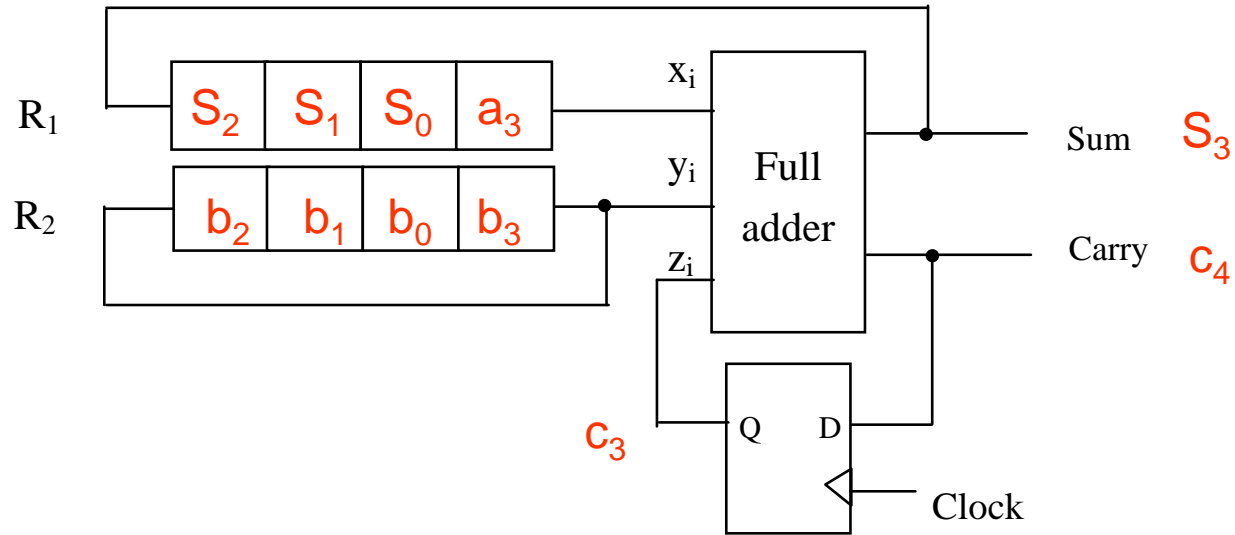 R₁ S₂ S₁ S₀ a₃ xᵢ
Sum S₃
R₂ b₂ b₁ b₀ b₃ yᵢ
Full
adder
zᵢ
Carry c₄
c₃ Q D
Clock